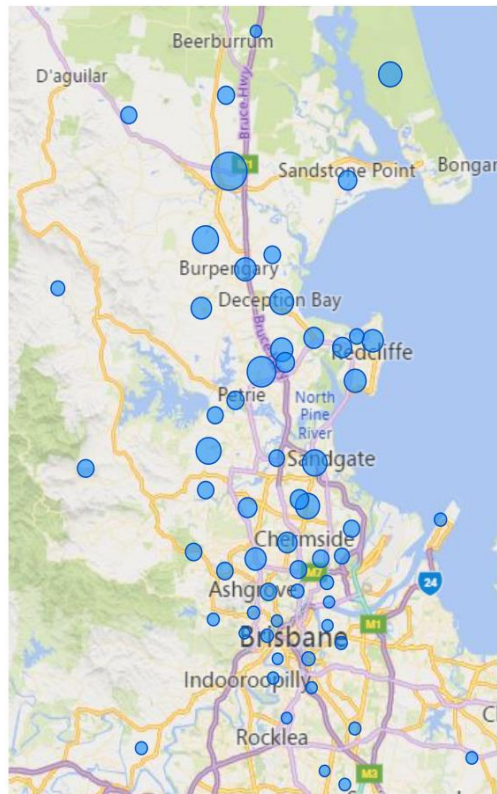 Beerburrum
D'aguilar
Bruce Hwy
Sandstone Point
Bongar
Burpengary
Deception Bay
Redcliffe
Petrie
North
Pine
River
Sandgate
Chermside
M7
24
Ashgrove
M1
Brisbane
Indooroopilly
Rocklea
M3